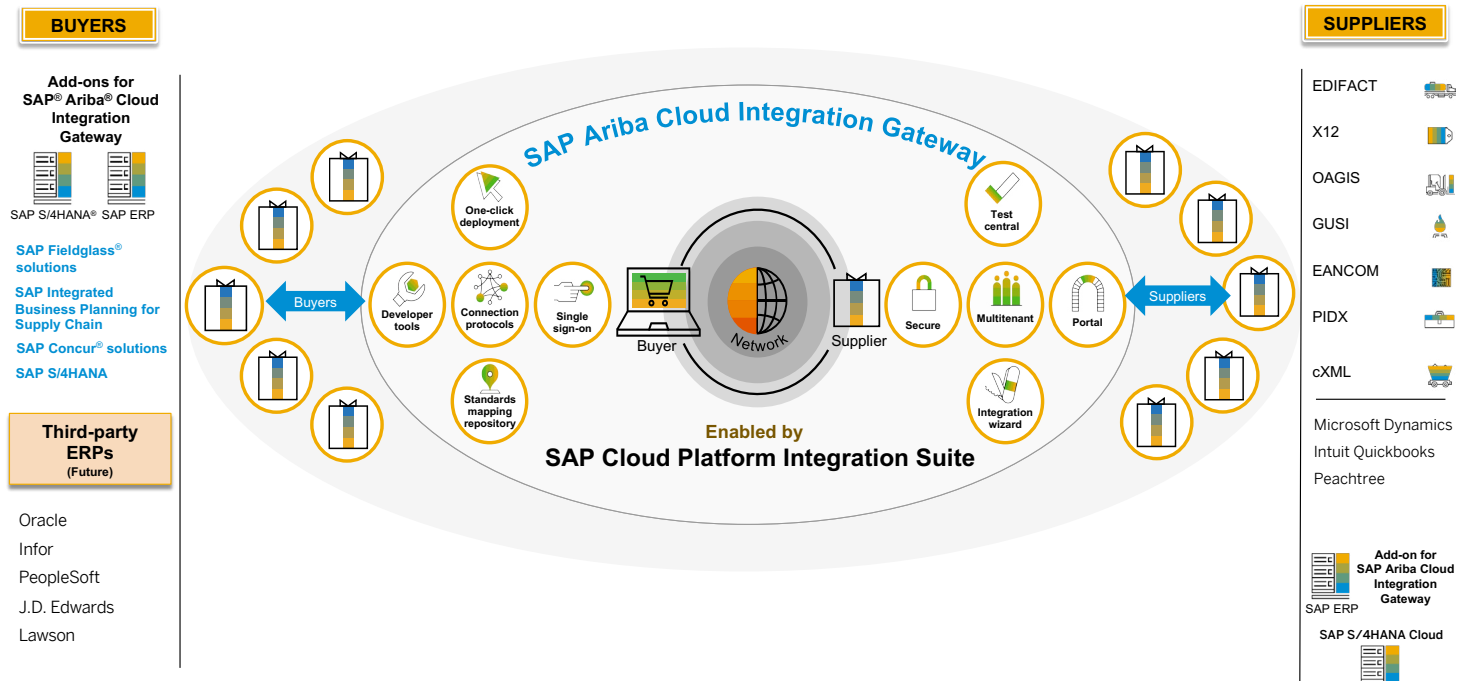 BUYERS
Add-ons for
SAP® Ariba® Cloud
Integration
Gateway
SAP S/4HANA® SAP ERP
SAP Fieldglass®
solutions
SAP Integrated
Business Planning for
Supply Chain
SAP Concur® solutions
SAP S/4HANA
Third-party
ERPs
(Future)
Oracle
Infor
PeopleSoft
J.D. Edwards
Lawson
SAP Ariba Cloud Integration Gateway
One-click
deployment
Test
central
Buyers
Developer
tools
Connection
protocols
Single
sign-on
Buyer
Network
Supplier
Secure
Multitenant
Portal
Suppliers
Standards
mapping
repository
Integration
wizard
Enabled by
SAP Cloud Platform Integration Suite
SUPPLIERS
EDIFACT
X12
OAGIS
GUSI
EANCOM
PIDX
cXML
Microsoft Dynamics
Intuit Quickbooks
Peachtree
Add-on for
SAP Ariba Cloud
Integration
Gateway
SAP ERP
SAP S/4HANA Cloud